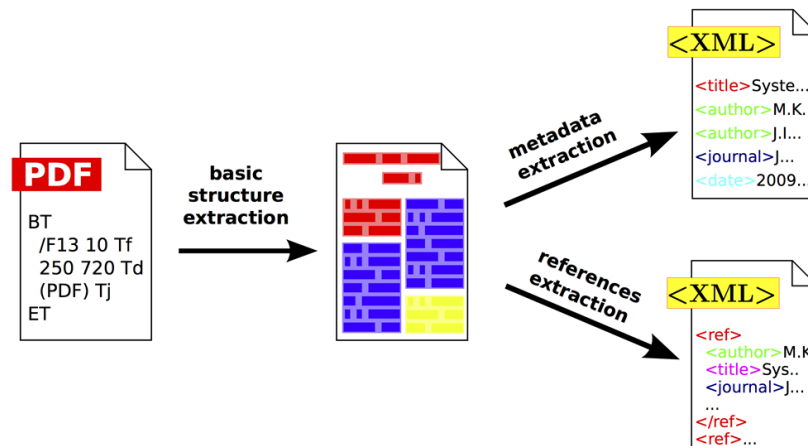 PDF
BT
/F13 10 Tf
250 720 Td
(PDF) Tj
ET
basic
structure
extraction
metadata
extraction
references
extraction
<XML>
<title>Syste...
<author>M.K.
<author>J.I...
<journal>J...
<date>2009...
<XML>
<ref>
<author>M.K
<title>Sys..
<journal>J...
...
</ref>
<ref>...